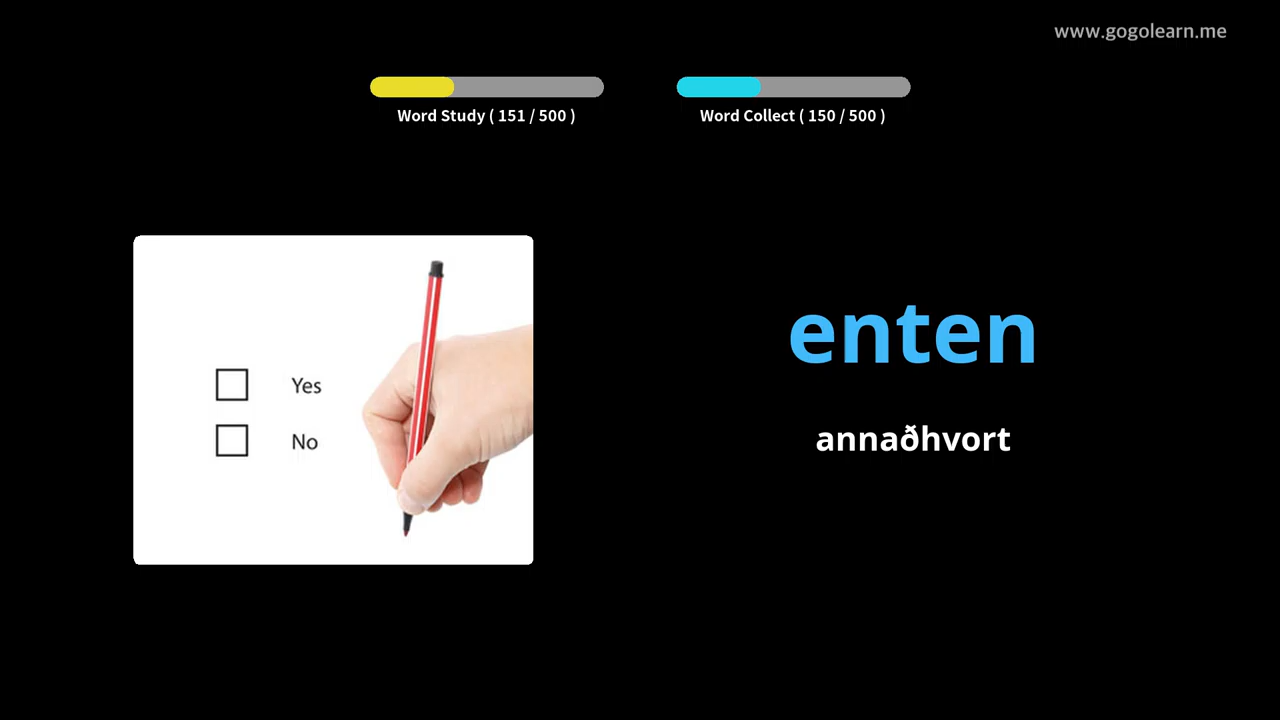 www.gogolearn.me
Word Study ( 151 / 500 )
Word Collect ( 150 / 500 )
Yes
No
enten
annaðhvort